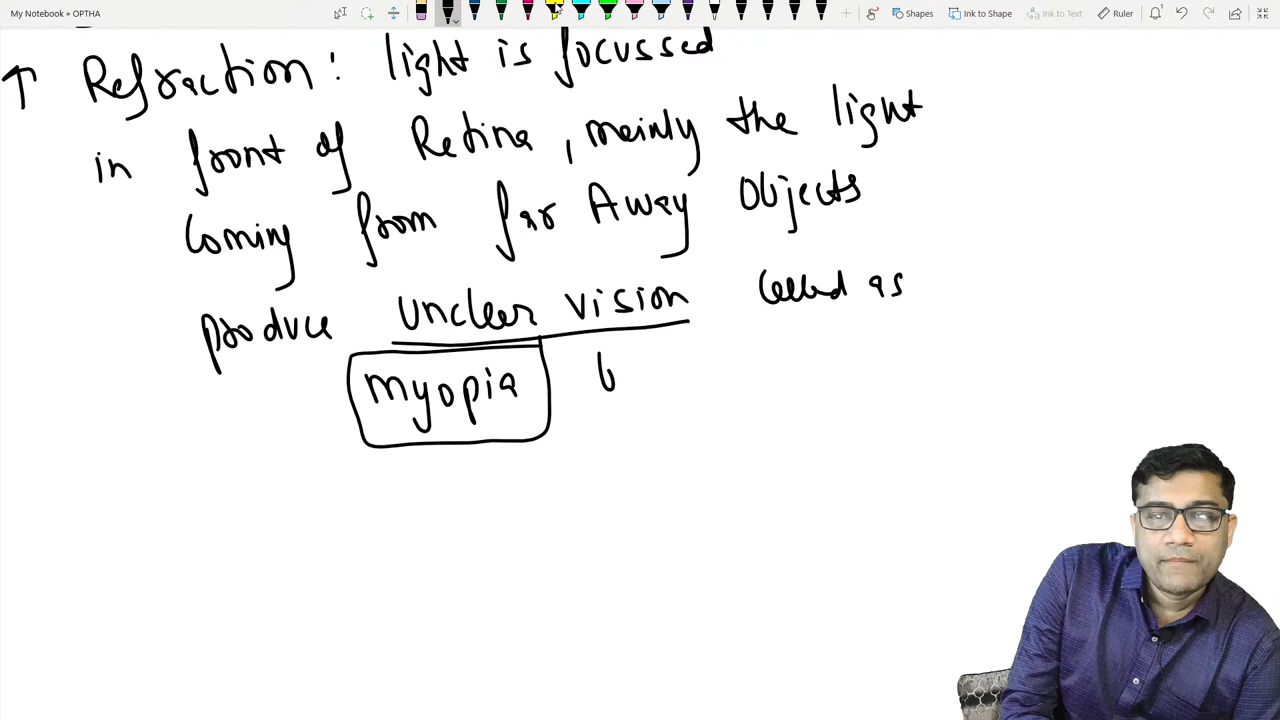 My Notebook » OPTHA
Shapes
Ink to Shape
Ink to Text
Ruler
↑ Refraction: light is focussed
in front of Retina, mainly the light
coming from far Away Objects
produce unclear vision called as
myopia